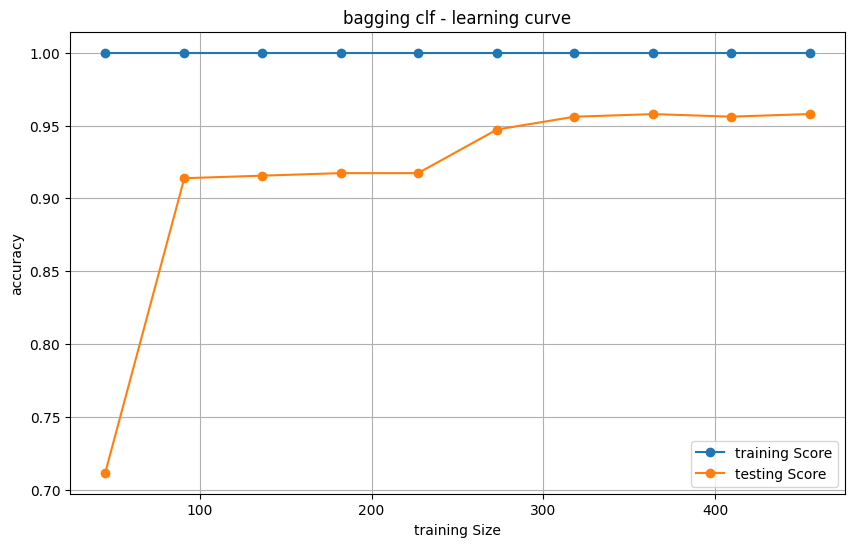 bagging clf - learning curve
1.00
0.95
0.90
0.85
0.80
0.75
0.70
accuracy
100 200 300 400
training Size
training Score
testing Score